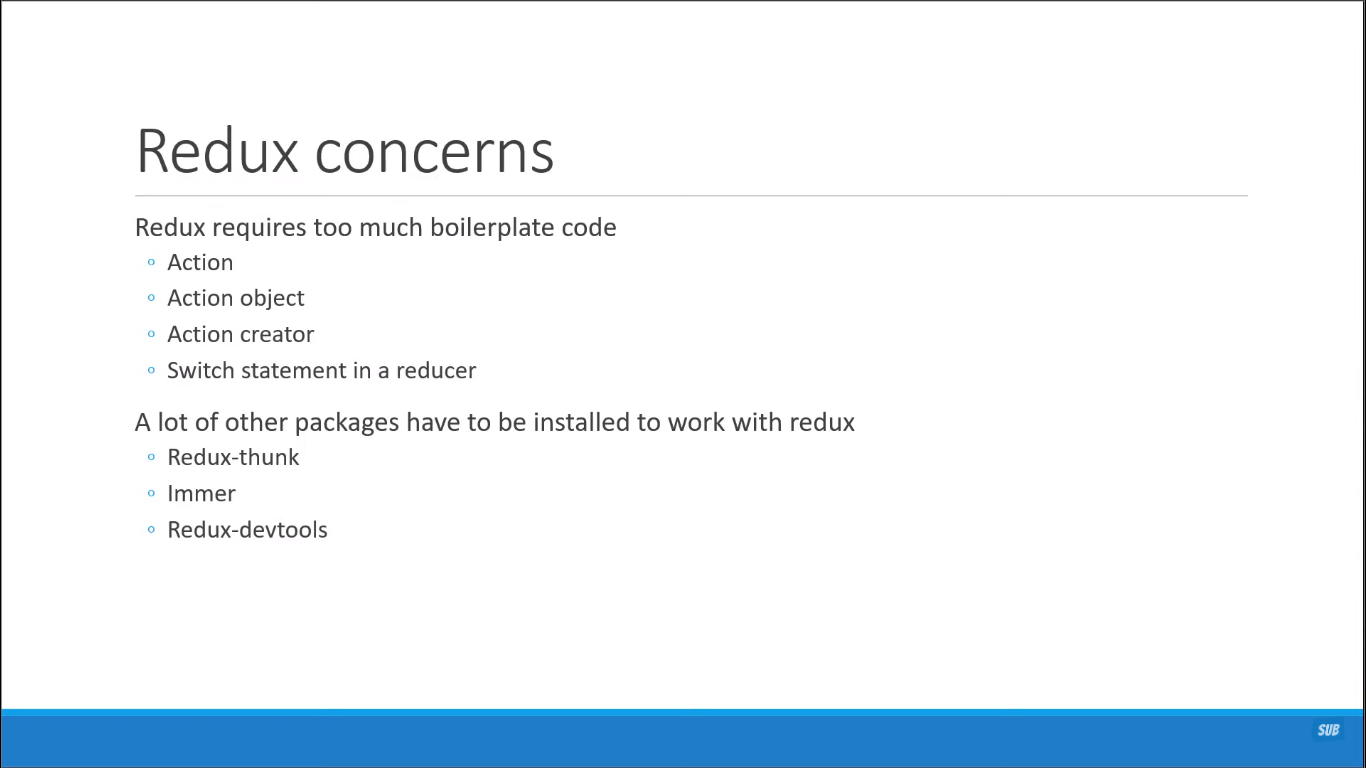 Redux concerns
Redux requires too much boilerplate code
Action
Action object
Action creator
Switch statement in a reducer
A lot of other packages have to be installed to work with redux
Redux-thunk
Immer
Redux-devtools
SUB